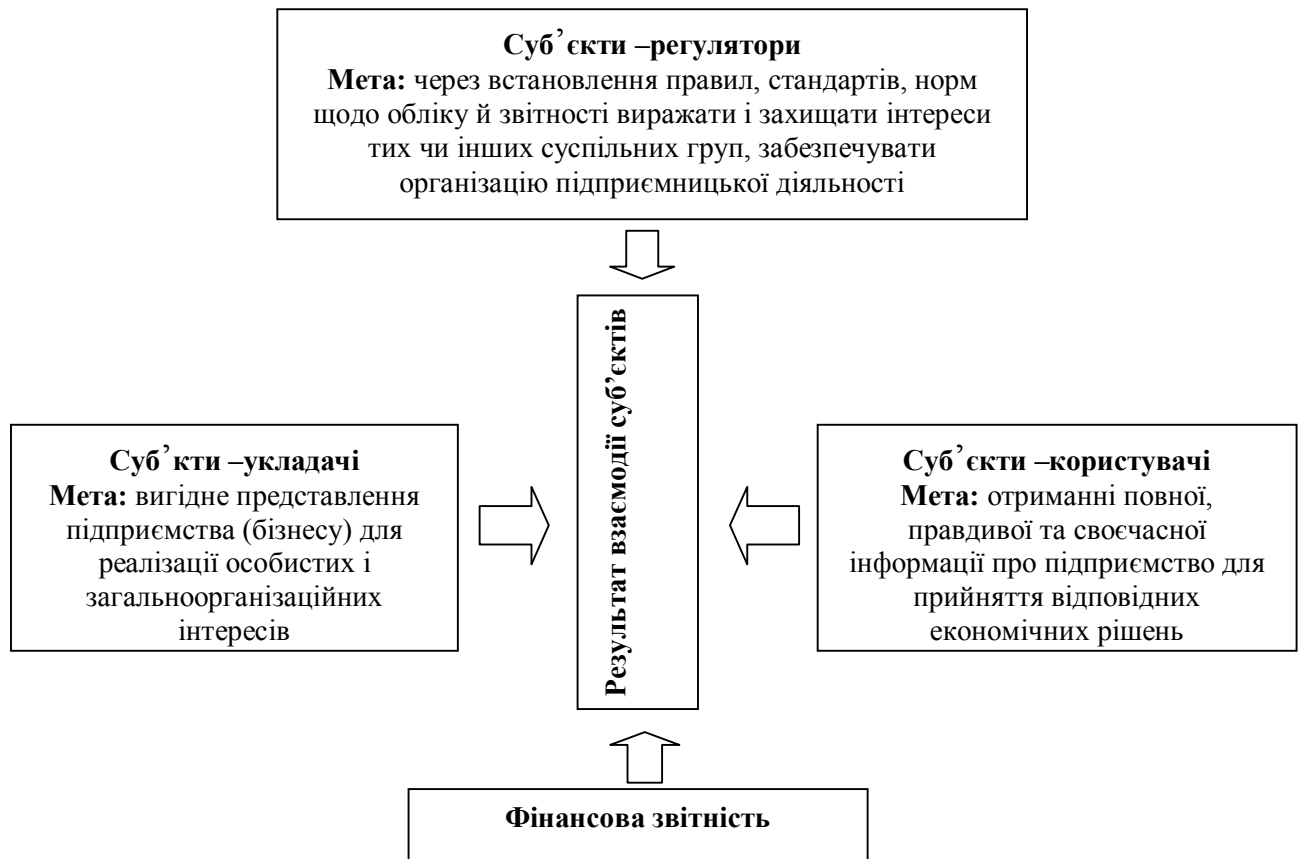 Суб’єкти –регулятори
Мета: через встановлення правил, стандартів, норм
щодо обліку й звітності виражати і захищати інтереси
тих чи інших суспільних груп, забезпечувати
організацію підприємницької діяльності
Суб’кти –укладачі
Мета: вигідне представлення
підприємства (бізнесу) для
реалізації особистих і
загальноорганізаційних
інтересів
Результат взаємодії суб’єктів
Суб’єкти –користувачі
Мета: отриманні повної,
правдивої та своєчасної
інформації про підприємство для
прийняття відповідних
економічних рішень
Фінансова звітність